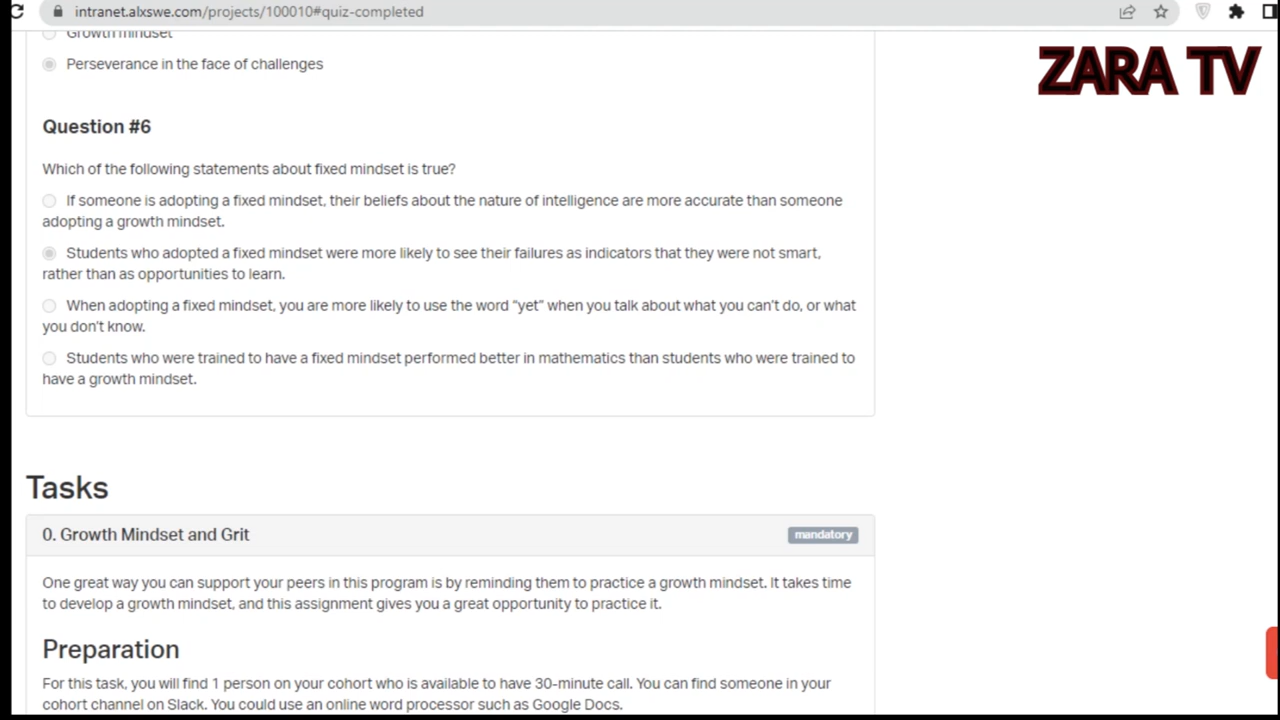 intranet.alxswe.com/projects/100010#quiz-completed
ZARA TV
Growth mindset
Perseverance in the face of challenges
Question #6
Which of the following statements about fixed mindset is true?
If someone is adopting a fixed mindset, their beliefs about the nature of intelligence are more accurate than someone
adopting a growth mindset.
Students who adopted a fixed mindset were more likely to see their failures as indicators that they were not smart,
rather than as opportunities to learn.
When adopting a fixed mindset, you are more likely to use the word “yet” when you talk about what you can't do, or what
you don't know.
Students who were trained to have a fixed mindset performed better in mathematics than students who were trained to
have a growth mindset.
Tasks
0. Growth Mindset and Grit
mandatory
One great way you can support your peers in this program is by reminding them to practice a growth mindset. It takes time
to develop a growth mindset, and this assignment gives you a great opportunity to practice it.
Preparation
For this task, you will find 1 person on your cohort who is available to have 30-minute call. You can find someone in your
cohort channel on Slack. You could use an online word processor such as Google Docs.